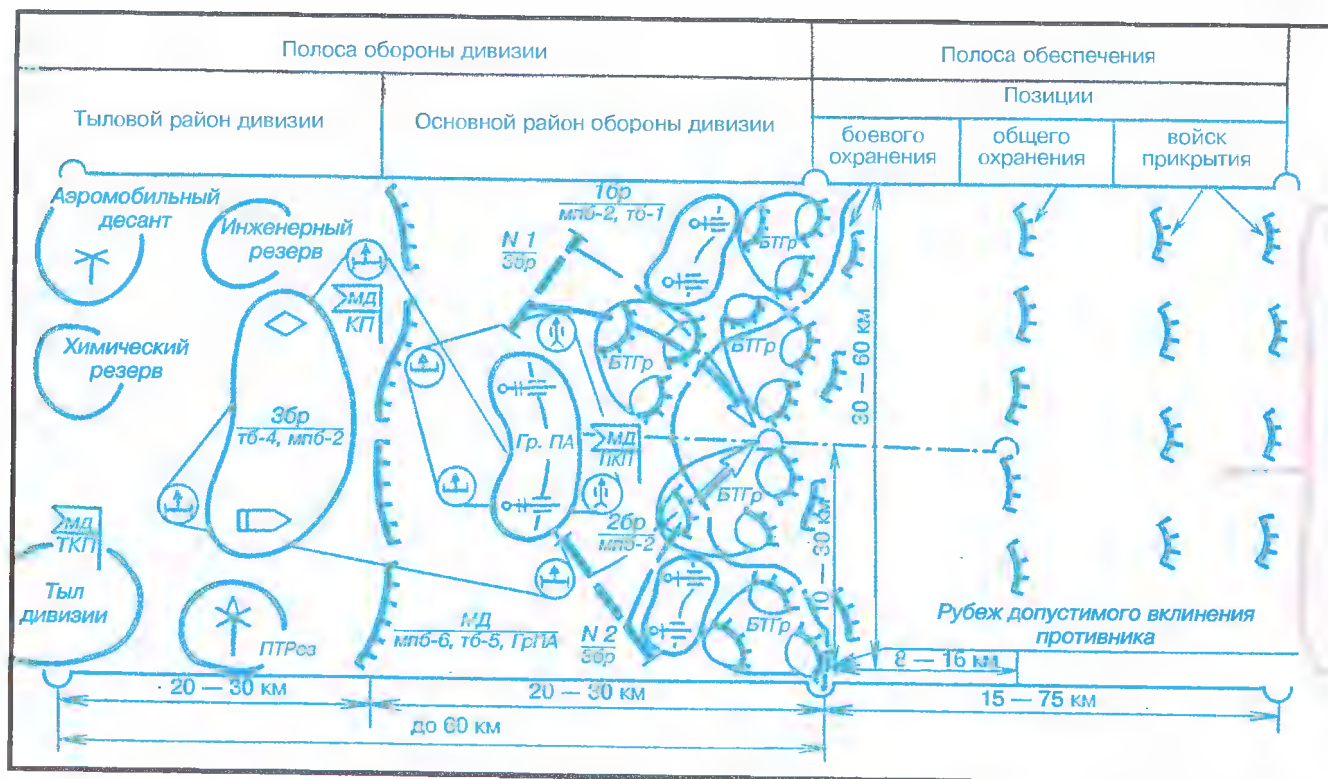 Полоса обороны дивизии
Полоса обеспечения
Тыловой район дивизии
Основной район обороны дивизии
Позиции
боевого
охранения
общего
охранения
войск
прикрытия
Аэромобильный
десант
Инженерный
резерв
Химический
резерв
МД
КП
1бр
мпб-2, тб-1
N 1
3бр
БТГр
БТГр
БТГр
3бр
тб-4, мпб-2
Гр. ПА
МД
ПКП
БТГр
2бр
мпб-2
БТГр
30 — 60 км
10 — 30 км
МД
ТКП
Тыл
дивизии
ПТРез
МД
мпб-6, тб-5, ГрПА
N 2
3бр
Рубеж допустимого вклинения
противника
8 — 16 км
20 — 30 км
20 — 30 км
15 — 75 км
до 60 км